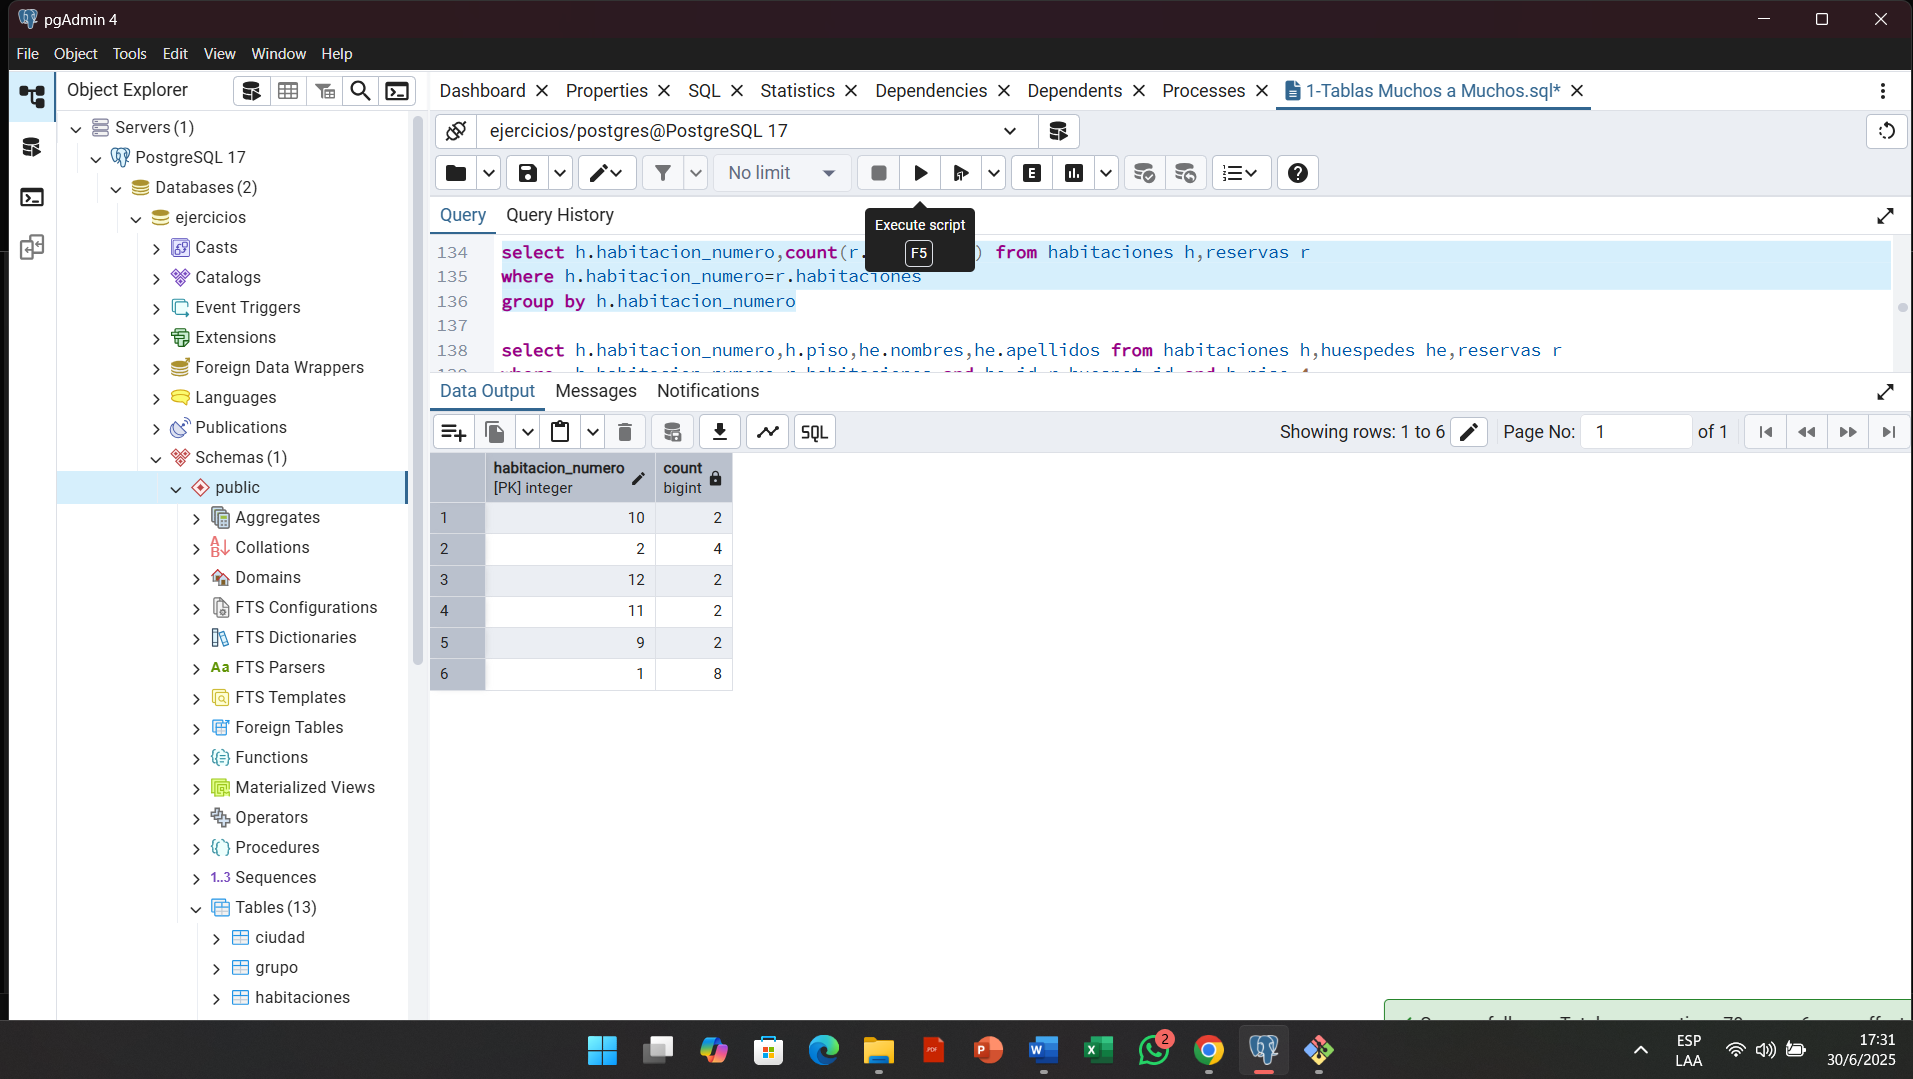 pgAdmin 4
File Object Tools Edit View Window Help
Object Explorer
Dashboard Properties SQL Statistics Dependencies Dependents Processes 1-Tablas Muchos a Muchos.sql*
ejercicios/postgres@PostgreSQL 17
No limit
Query Query History
Execute script
F5
134 select h.habitacion_numero,count(r. ) from habitaciones h,reservas r
135 where h.habitacion_numero=r.habitaciones
136 group by h.habitacion_numero
137
138 select h.habitacion_numero,h.piso,he.nombres,he.apellidos from habitaciones h,huespedes he,reservas r
Data Output Messages Notifications
SQL
Showing rows: 1 to 6 Page No: 1 of 1
habitacion_numero count
[PK] integer bigint
1 10 2
2 2 4
3 12 2
4 11 2
5 9 2
6 1 8
Servers (1)
PostgreSQL 17
Databases (2)
ejercicios
Casts
Catalogs
Event Triggers
Extensions
Foreign Data Wrappers
Languages
Publications
Schemas (1)
public
Aggregates
Collations
Domains
FTS Configurations
FTS Dictionaries
Aa FTS Parsers
FTS Templates
Foreign Tables
Functions
Materialized Views
Operators
Procedures
1..3 Sequences
Tables (13)
ciudad
grupo
habitaciones
2
ESP
LAA
17:31
30/6/2025